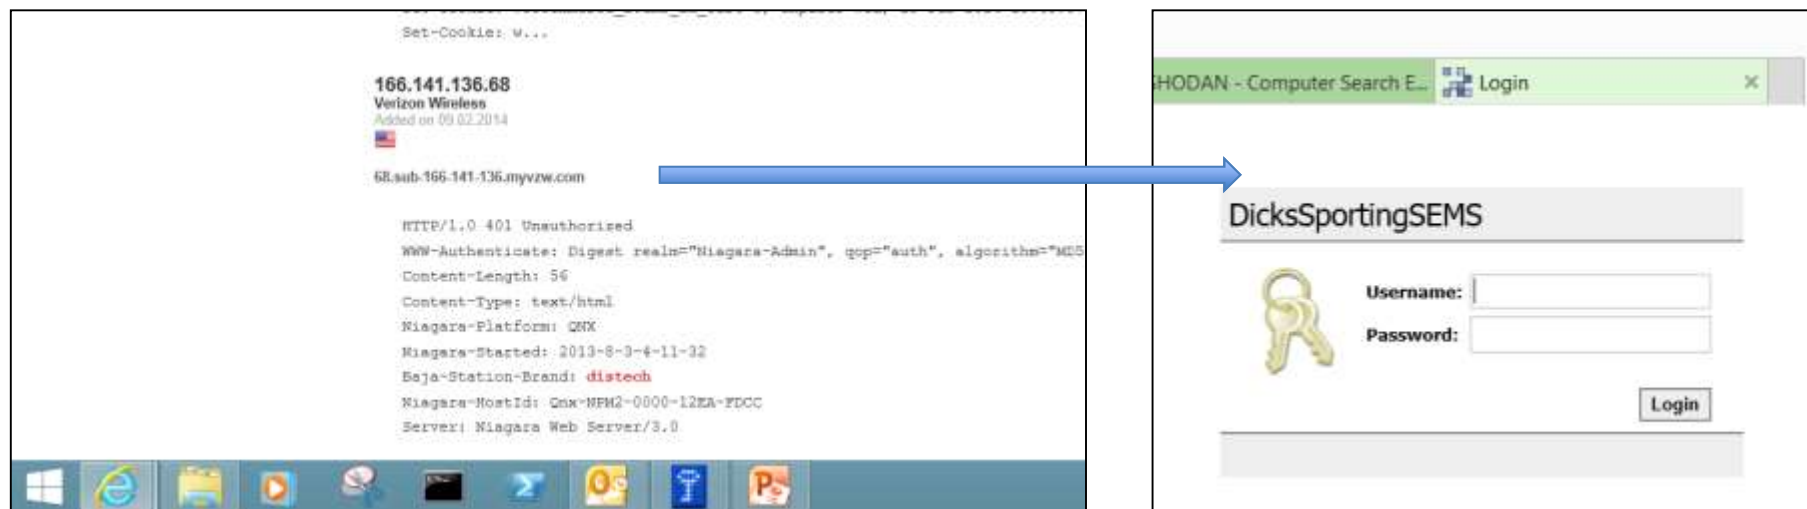 Set-Cookie: w...
166.141.136.68
Verizon Wireless
Added on 09.02.2014
68.sub-166-141-136.myvzw.com
HTTP/1.0 401 Unauthorized
WWW-Authenticate: Digest realm="Niagara-Admin", qop="auth", algorithm="MD5
Content-Length: 56
Content-Type: text/html
Niagara-Platform: QNX
Niagara-Started: 2013-8-3-4-11-32
Baja-Station-Brand: distech
Niagara-HostId: Qnx-NPM2-0000-12EA-FDCC
Server: Niagara Web Server/3.0
SHODAN - Computer Search E... Login
DicksSportingSEMS
Username:
Password:
Login